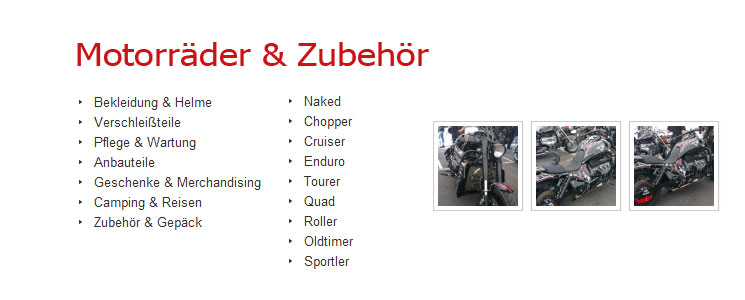 Motorräder & Zubehör
Bekleidung & Helme
Verschleißteile
Pflege & Wartung
Anbauteile
Geschenke & Merchandising
Camping & Reisen
Zubehör & Gepäck
Naked
Chopper
Cruiser
Enduro
Tourer
Quad
Roller
Oldtimer
Sportler